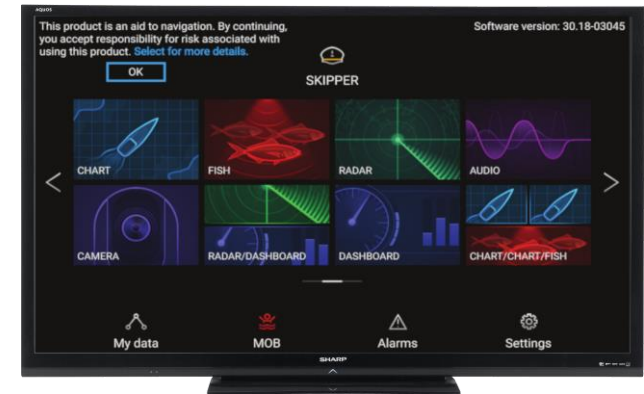 AQUOS
This product is an aid to navigation. By continuing,
you accept responsibility for risk associated with
using this product. Select for more details.
OK
Software version: 30.18-03045
SKIPPER
CHART
FISH
RADAR
AUDIO
CAMERA
RADAR/DASHBOARD
DASHBOARD
CHART/CHART/FISH
My data
MOB
Alarms
Settings
SHARP